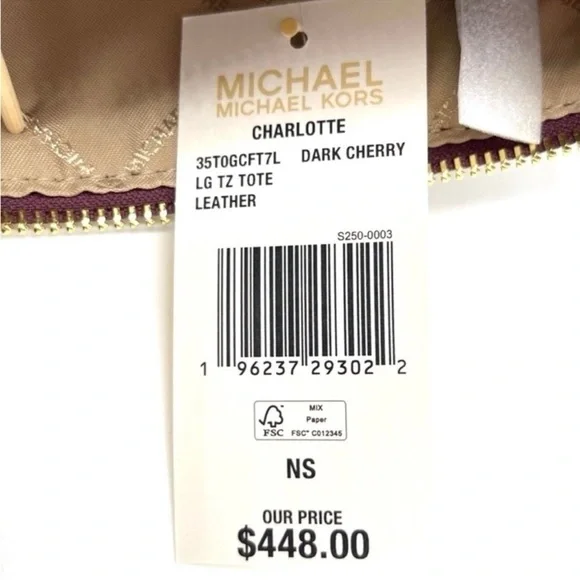 MICHAEL
MICHAEL KORS
CHARLOTTE
35T0GCFT7L DARK CHERRY
LG TZ TOTE
LEATHER
S250-0003
1 96237 29302 2
FSC
MIX
Paper
FSC® C012345
NS
OUR PRICE
$448.00